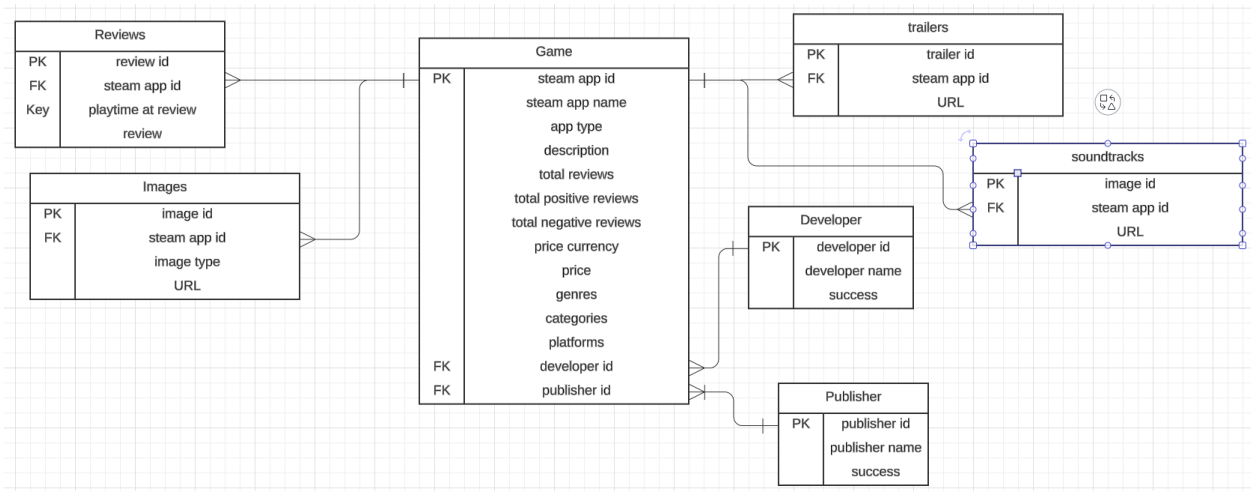 Reviews
PK review id
FK steam app id
Key playtime at review
review
Images
PK image id
FK steam app id
image type
URL
Game
PK steam app id
steam app name
app type
description
total reviews
total positive reviews
total negative reviews
price currency
price
genres
categories
platforms
FK developer id
FK publisher id
trailers
PK trailer id
FK steam app id
URL
soundtracks
PK image id
FK steam app id
URL
Developer
PK developer id
developer name
success
Publisher
PK publisher id
publisher name
success